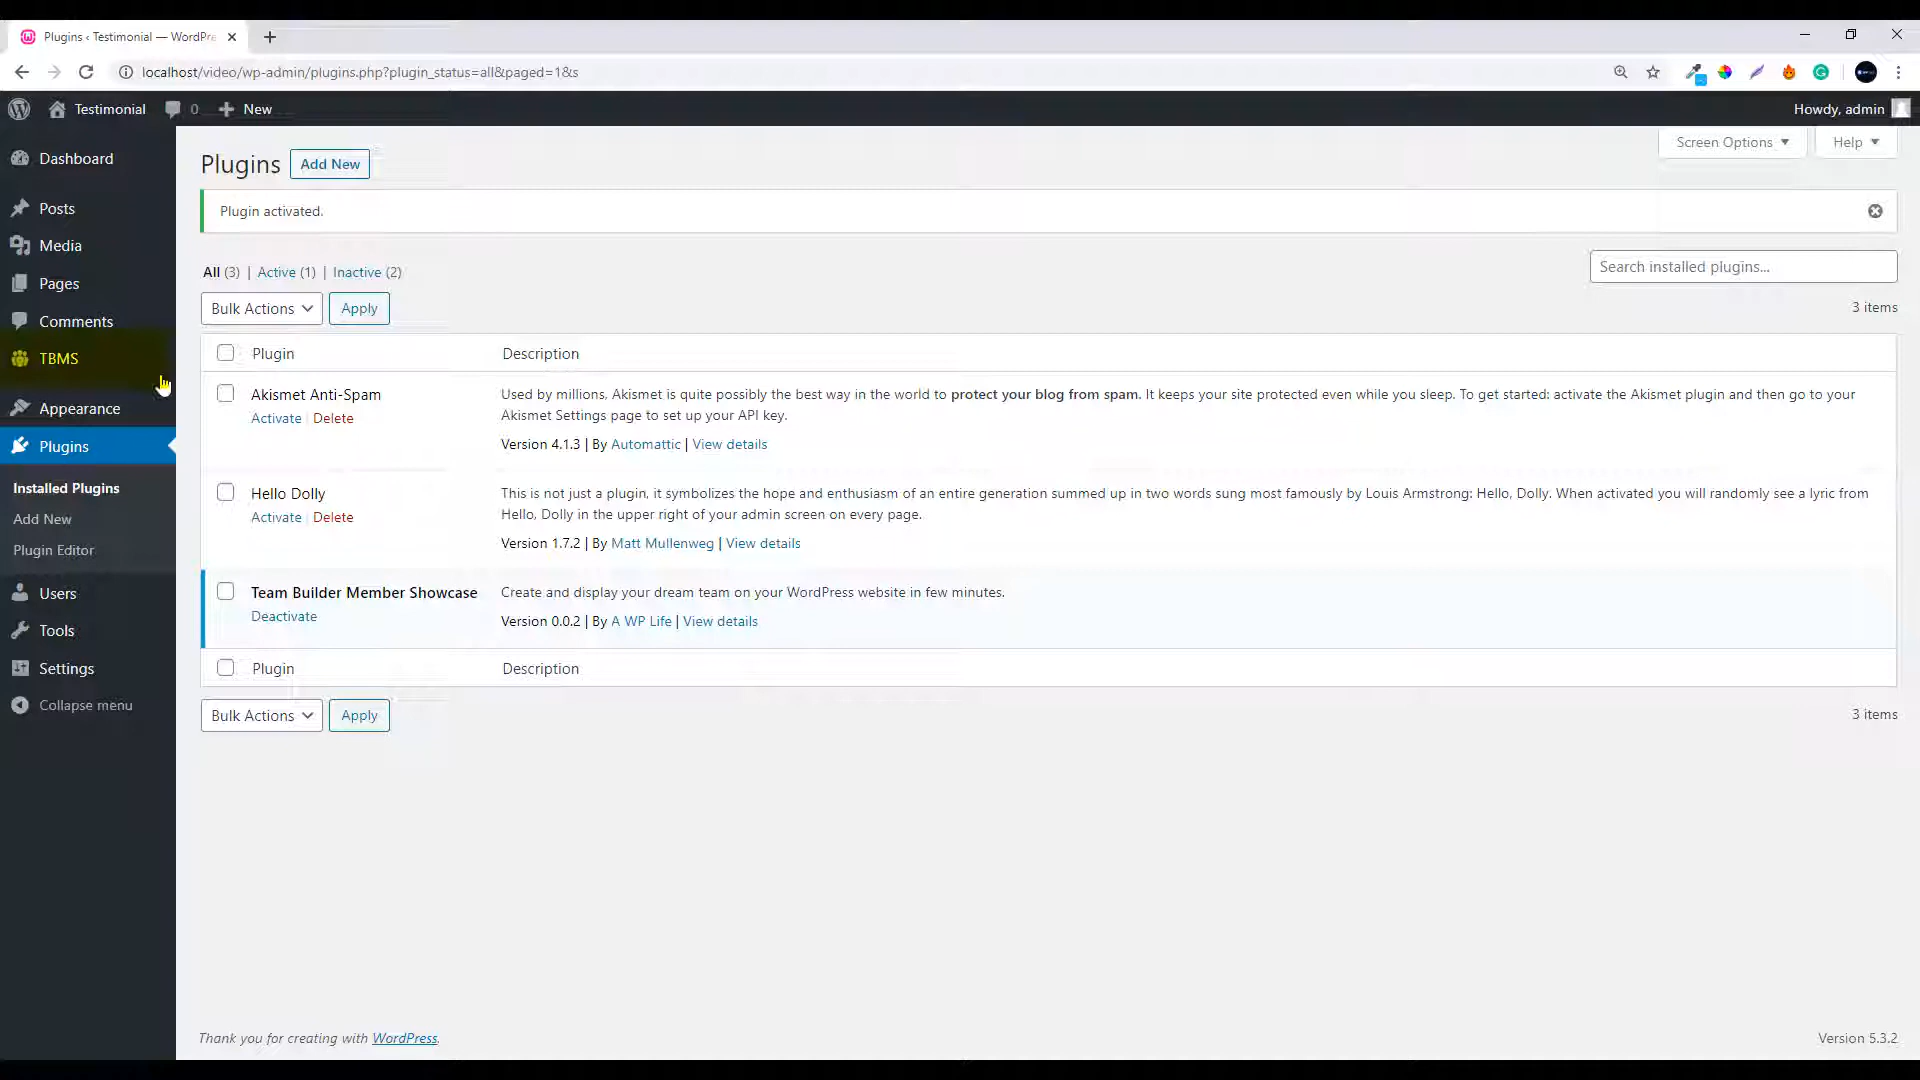 Plugins ‹ Testimonial — WordPre
localhost/video/wp-admin/plugins.php?plugin_status=all&paged=1&s
Testimonial 0 New Howdy, admin
Dashboard
Posts
Media
Pages
Comments
TBMS
Appearance
Plugins
Installed Plugins
Add New
Plugin Editor
Users
Tools
Settings
Collapse menu
Screen Options Help
Plugins Add New
Plugin activated.
All (3) | Active (1) | Inactive (2)
Search installed plugins...
Bulk Actions Apply 3 items
Plugin Description
Akismet Anti-Spam
Activate | Delete
Used by millions, Akismet is quite possibly the best way in the world to protect your blog from spam. It keeps your site protected even while you sleep. To get started: activate the Akismet plugin and then go to your
Akismet Settings page to set up your API key.
Version 4.1.3 | By Automattic | View details
Hello Dolly
Activate | Delete
This is not just a plugin, it symbolizes the hope and enthusiasm of an entire generation summed up in two words sung most famously by Louis Armstrong: Hello, Dolly. When activated you will randomly see a lyric from
Hello, Dolly in the upper right of your admin screen on every page.
Version 1.7.2 | By Matt Mullenweg | View details
Team Builder Member Showcase
Deactivate
Create and display your dream team on your WordPress website in few minutes.
Version 0.0.2 | By A WP Life | View details
Plugin Description
Bulk Actions Apply 3 items
Thank you for creating with WordPress. Version 5.3.2